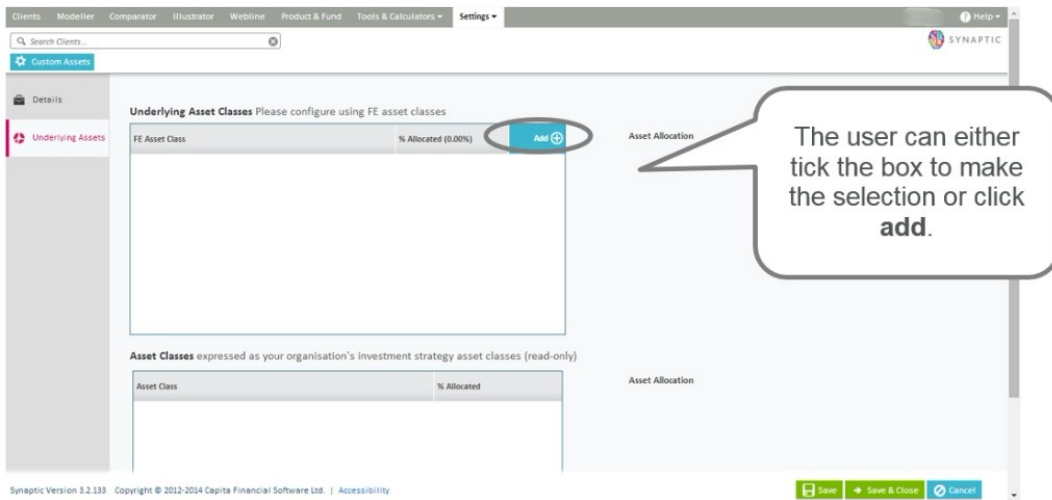 Clients Modeller Comparator Illustrator Webline Product & Fund Tools & Calculators Settings Help
Search Clients...
SYNAPTIC
Custom Assets
Details
Underlying Assets
Underlying Asset Classes Please configure using FE asset classes
FE Asset Class % Allocated (0.00%) Add
Asset Allocation
The user can either
tick the box to make
the selection or click
add.
Asset Classes expressed as your organisation's investment strategy asset classes (read-only)
Asset Class % Allocated
Asset Allocation
Synaptic Version 3.2.133 Copyright © 2012-2014 Capita Financial Software Ltd. | Accessibility
Save Save & Close Cancel